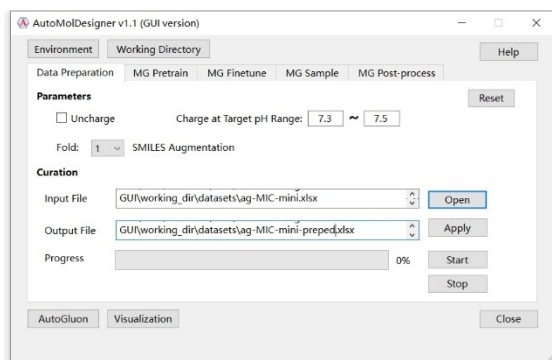 AutoMolDesigner v1.1 (GUI version)
Environment Working Directory Help
Data Preparation MG Pretrain MG Finetune MG Sample MG Post-process
Parameters Reset
Uncharge Charge at Target pH Range: 7.3 ~ 7.5
Fold: 1 SMILES Augmentation
Curation
Input File GUI\working_dir\datasets\ag-MIC-mini.xlsx Open
Output File GUI\working_dir\datasets\ag-MIC-mini-preped.xlsx Apply
Progress 0% Start
Stop
AutoGluon Visualization Close